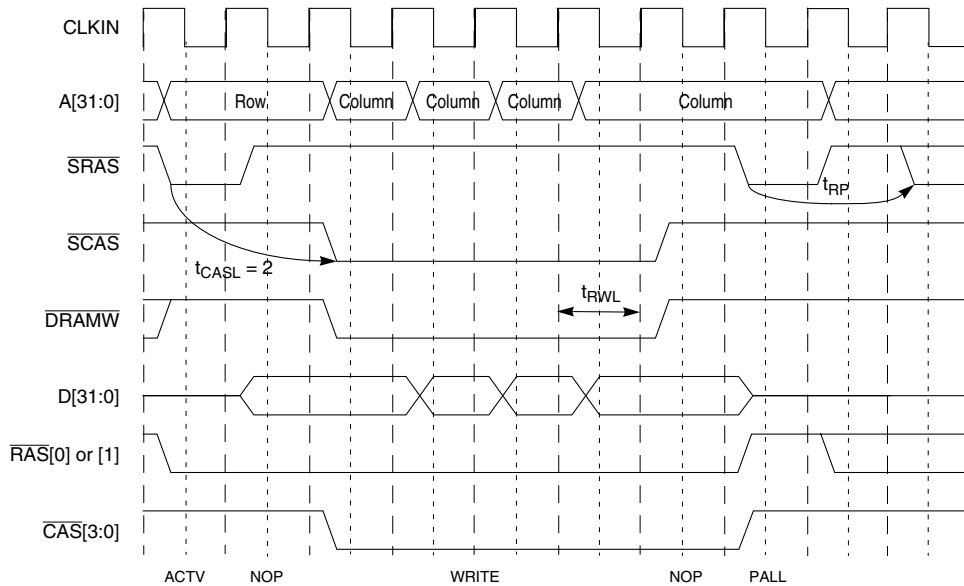 CLKIN
A[31:0] Row Column Column Column Column
SRAS
tRP
SCAS
tCASL = 2
tRWL
DRAMW
D[31:0]
RAS[0] or [1]
CAS[3:0]
ACTV NOP WRITE NOP PALL